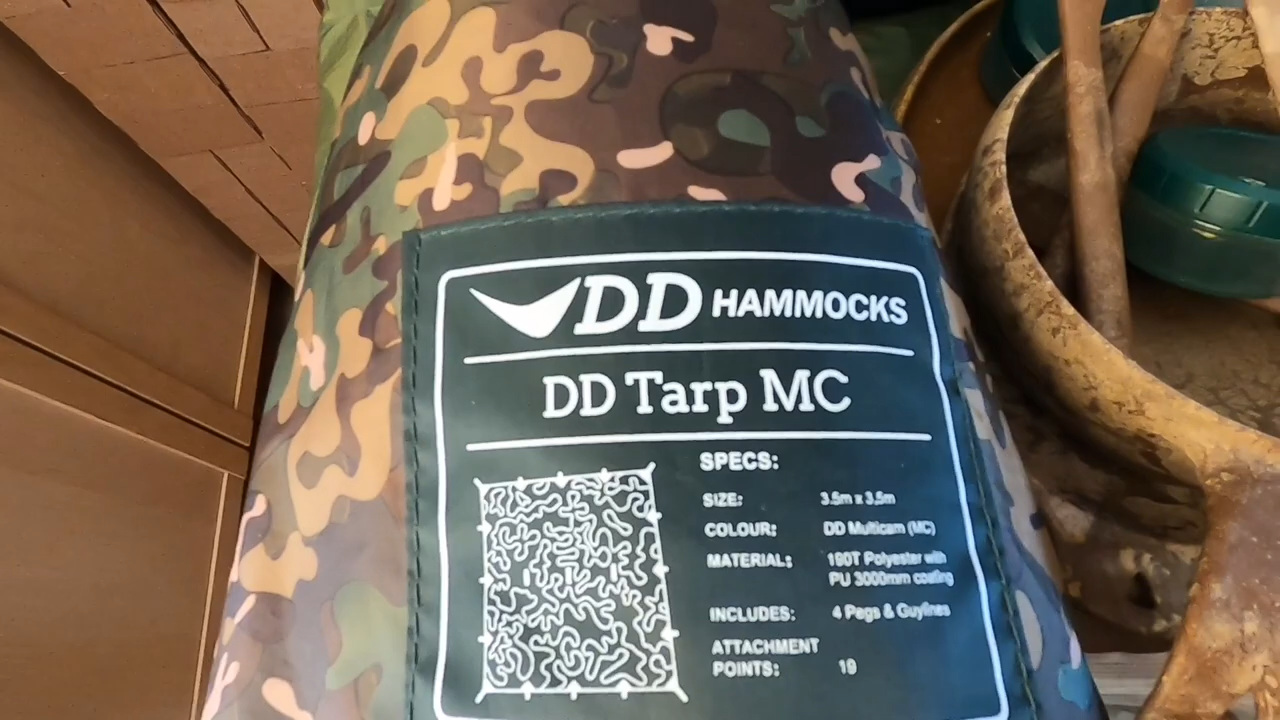 DD HAMMOCKS
DD Tarp MC
SPECS:
SIZE: 3.5m x 3.5m
COLOUR: DD Multicam (MC)
MATERIAL: 190T Polyester with
PU 3000mm coating
INCLUDES: 4 Pegs & Guylines
ATTACHMENT
POINTS: 19